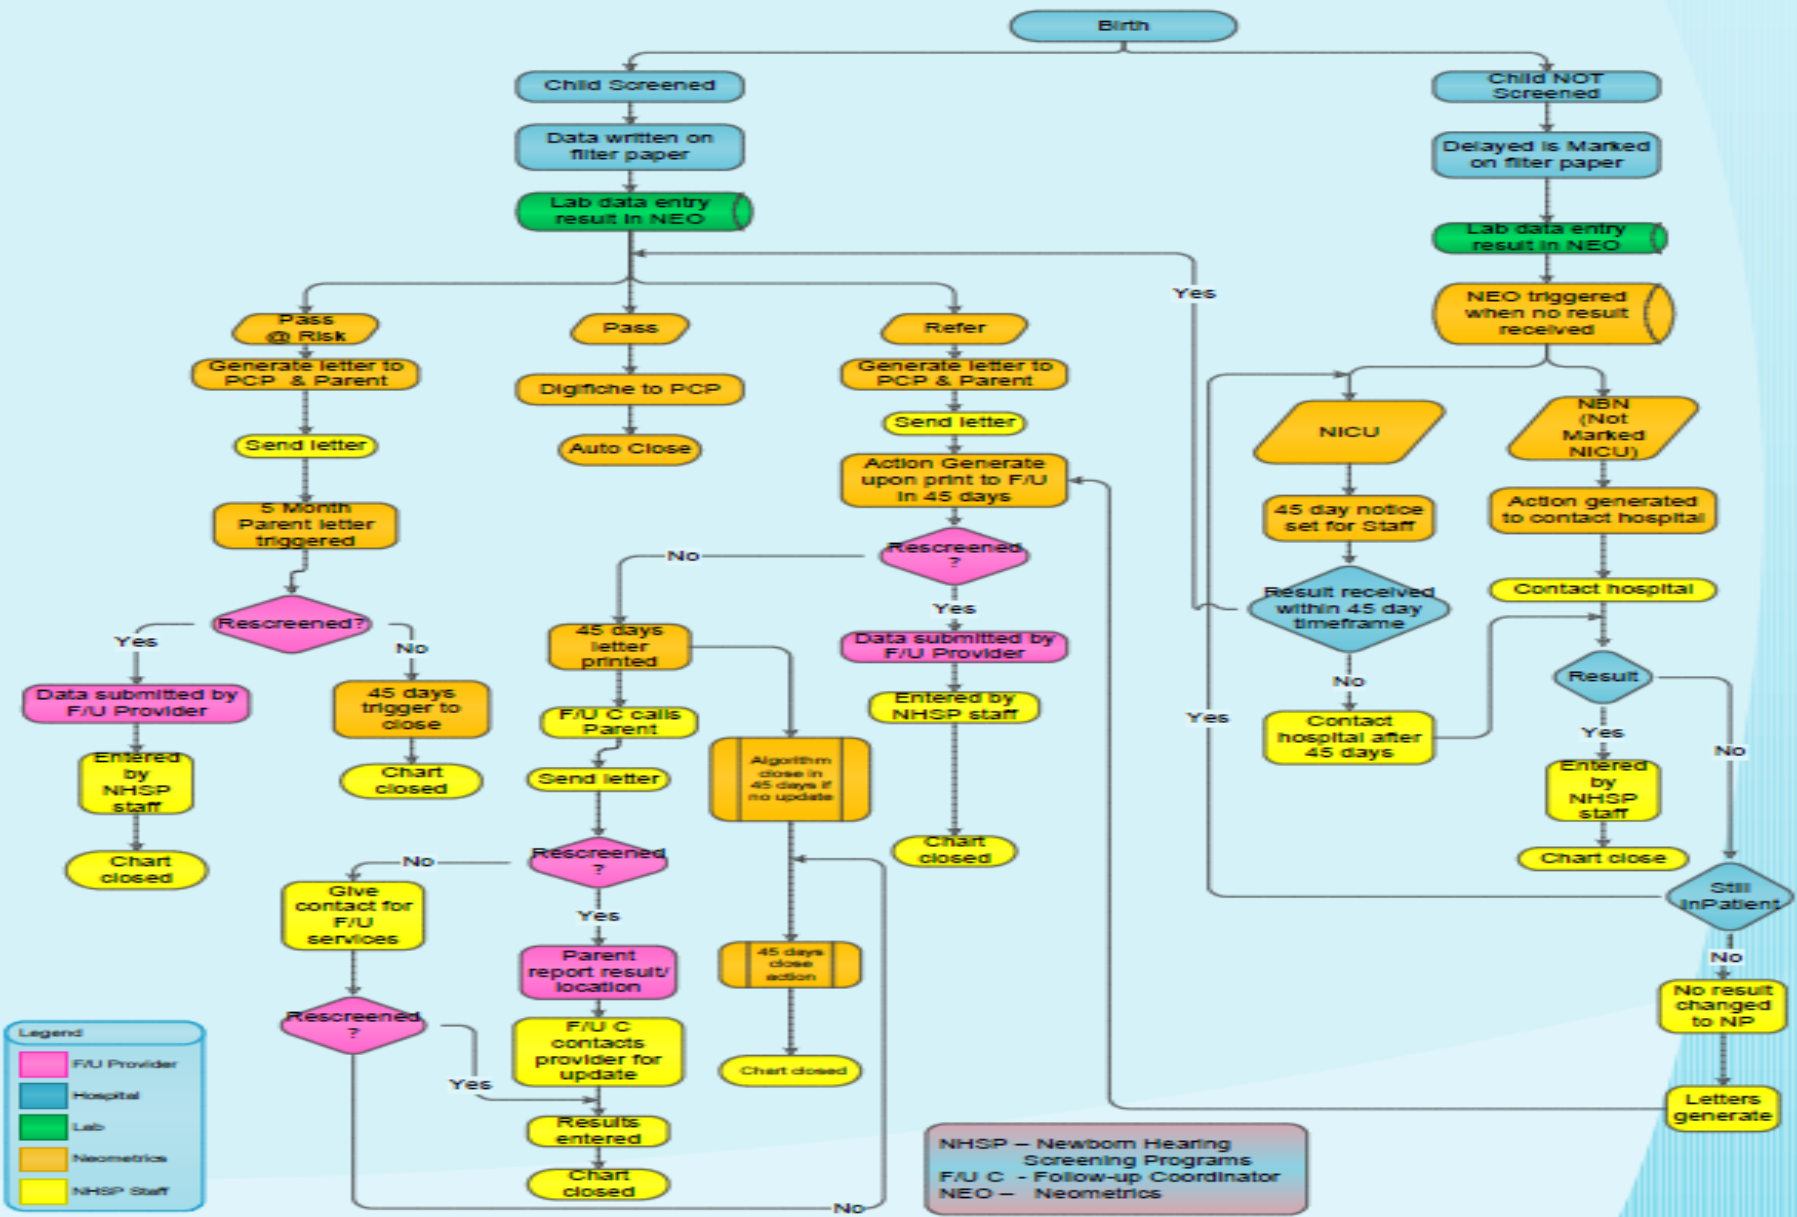 Birth
Child Screened
Child NOT
Screened
Data written on
filter paper
Delayed is Marked
on filter paper
Lab data entry
result in NEO
Lab data entry
result in NEO
Yes
NEO triggered
when no result
received
Pass
@ Risk
Pass
Refer
Generate letter to
PCP & Parent
Digifiche to PCP
Generate letter to
PCP & Parent
Send letter
Auto Close
Send letter
NICU
NBN
(Not
Marked
NICU)
Action Generate
upon print to F/U
in 45 days
5 Month
Parent letter
triggered
45 day notice
set for Staff
Action generated
to contact hospital
Rescreened
?
No
Yes
Result received
within 45 day
timeframe
Contact hospital
Rescreened?
Yes
No
45 days
letter
printed
Data submitted by
F/U Provider
No
Result
Data submitted by
F/U Provider
45 days
trigger to
close
F/U C calls
Parent
Entered by
NHSP staff
Yes
Contact
hospital after
45 days
Yes
No
Entered
by
NHSP
staff
Chart
closed
Send letter
Algorithm
close in
45 days if
no update
Entered
by
NHSP
staff
Chart
closed
Rescreened
?
No
Yes
Chart
closed
Chart close
Give
contact for
F/U
services
Still
InPatient
No
Parent
report result/
location
45 days
close
action
No result
changed
to NP
Rescreened
?
Yes
No
F/U C
contacts
provider for
update
Chart closed
Letters
generate
Results
entered
Chart
closed
Legend
F/U Provider
Hospital
Lab
Neometrics
NHSP Staff
NHSP – Newborn Hearing
Screening Programs
F/U C - Follow-up Coordinator
NEO – Neometrics